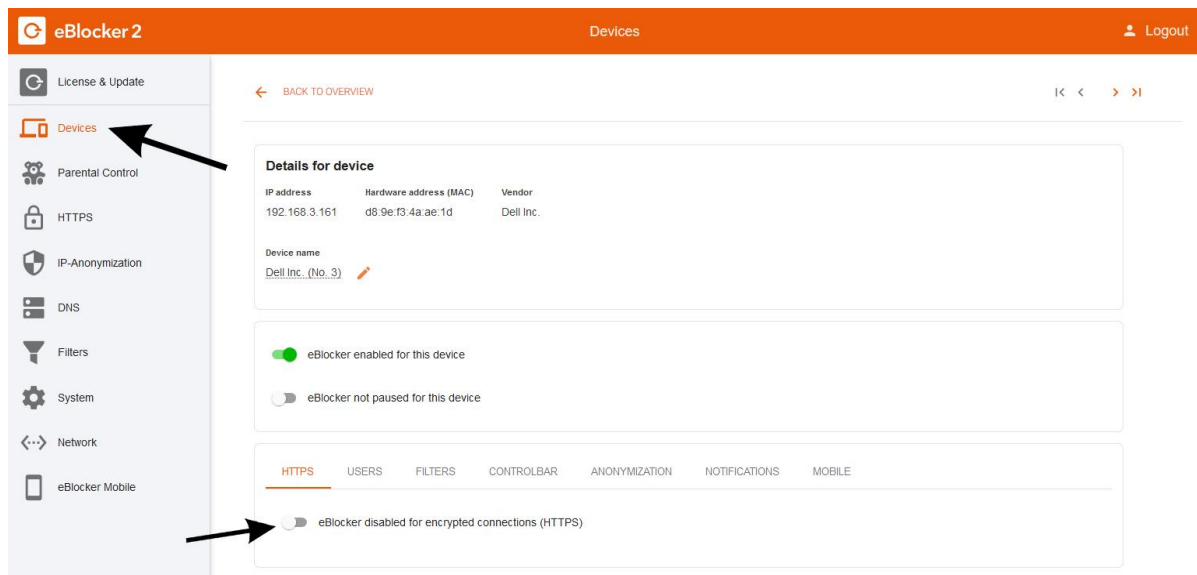 eBlocker 2
Devices
Logout
License & Update
Devices
Parental Control
HTTPS
IP-Anonymization
DNS
Filters
System
Network
eBlocker Mobile
BACK TO OVERVIEW
Details for device
IP address Hardware address (MAC) Vendor
192.168.3.161 d8:9e:f3:4a:ae:1d Dell Inc.
Device name
Dell Inc. (No. 3)
eBlocker enabled for this device
eBlocker not paused for this device
HTTPS USERS FILTERS CONTROLBAR ANONYMIZATION NOTIFICATIONS MOBILE
eBlocker disabled for encrypted connections (HTTPS)